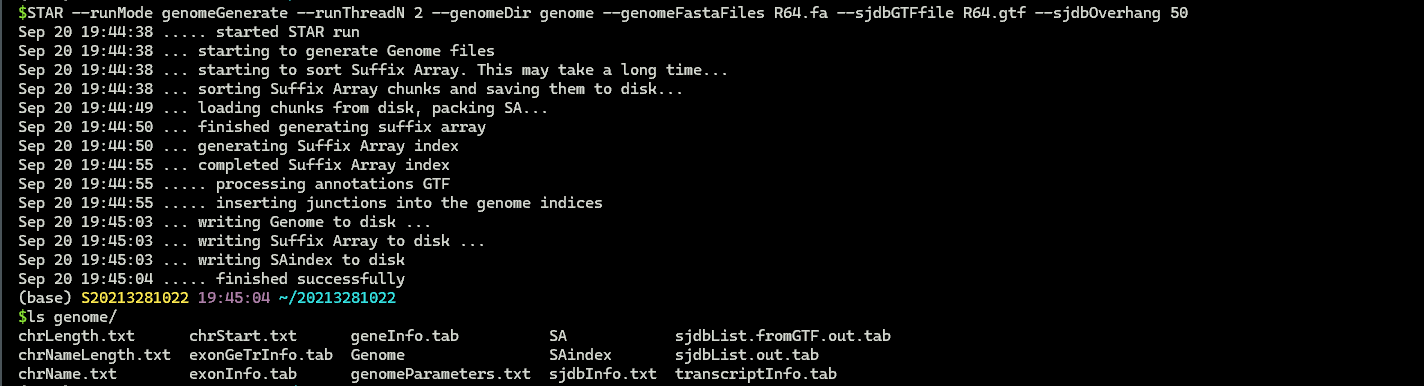 $STAR --runMode genomeGenerate --runThreadN 2 --genomeDir genome --genomeFastaFiles R64.fa --sjdbGTFfile R64.gtf --sjdbOverhang 50
Sep 20 19:44:38 ..... started STAR run
Sep 20 19:44:38 ... starting to generate Genome files
Sep 20 19:44:38 ... starting to sort Suffix Array. This may take a long time...
Sep 20 19:44:38 ... sorting Suffix Array chunks and saving them to disk...
Sep 20 19:44:49 ... loading chunks from disk, packing SA...
Sep 20 19:44:50 ... finished generating suffix array
Sep 20 19:44:50 ... generating Suffix Array index
Sep 20 19:44:55 ... completed Suffix Array index
Sep 20 19:44:55 ..... processing annotations GTF
Sep 20 19:44:55 ..... inserting junctions into the genome indices
Sep 20 19:45:03 ... writing Genome to disk ...
Sep 20 19:45:03 ... writing Suffix Array to disk ...
Sep 20 19:45:03 ... writing SAindex to disk
Sep 20 19:45:04 ..... finished successfully
(base) S20213281022 19:45:04 ~/20213281022
$ls genome/
chrLength.txt chrStart.txt geneInfo.tab SA sjdbList.fromGTF.out.tab
chrNameLength.txt exonGeTrInfo.tab Genome SAindex sjdbList.out.tab
chrName.txt exonInfo.tab genomeParameters.txt sjdbInfo.txt transcriptInfo.tab